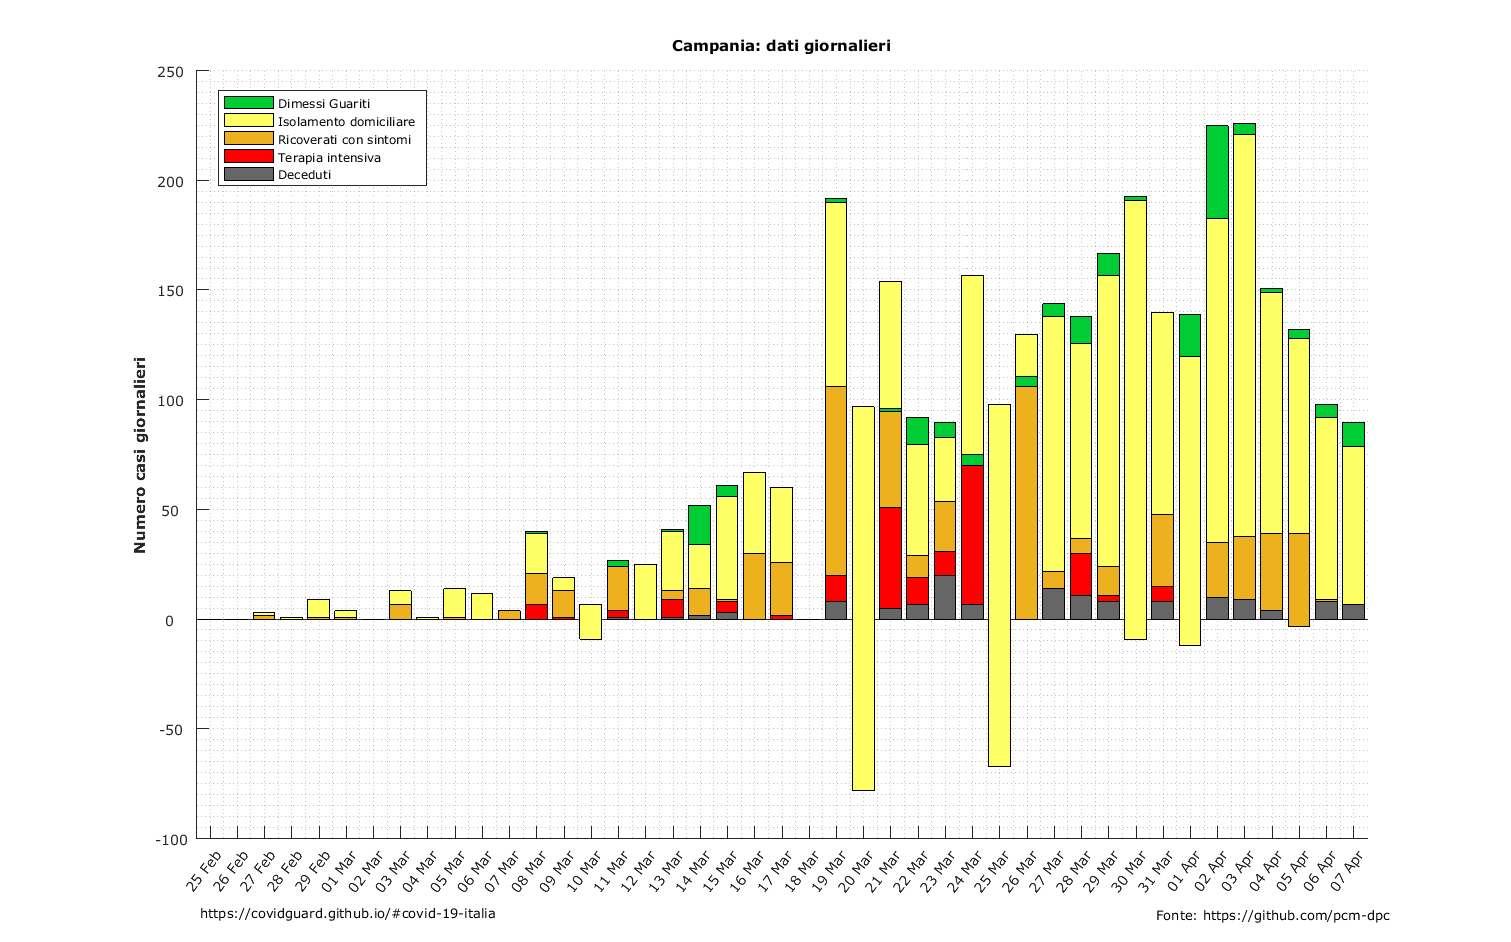 Campania: dati giornalieri
250
200
150
100
50
0
-50
-100
Numero casi giornalieri
Dimessi Guariti
Isolamento domiciliare
Ricoverati con sintomi
Terapia intensiva
Deceduti
25 Feb
26 Feb
27 Feb
28 Feb
29 Feb
01 Mar
02 Mar
03 Mar
04 Mar
05 Mar
06 Mar
07 Mar
08 Mar
09 Mar
10 Mar
11 Mar
12 Mar
13 Mar
14 Mar
15 Mar
16 Mar
17 Mar
18 Mar
19 Mar
20 Mar
21 Mar
22 Mar
23 Mar
24 Mar
25 Mar
26 Mar
27 Mar
28 Mar
29 Mar
30 Mar
31 Mar
01 Apr
02 Apr
03 Apr
04 Apr
05 Apr
06 Apr
07 Apr
https://covidguard.github.io/#covid-19-italia
Fonte: https://github.com/pcm-dpc